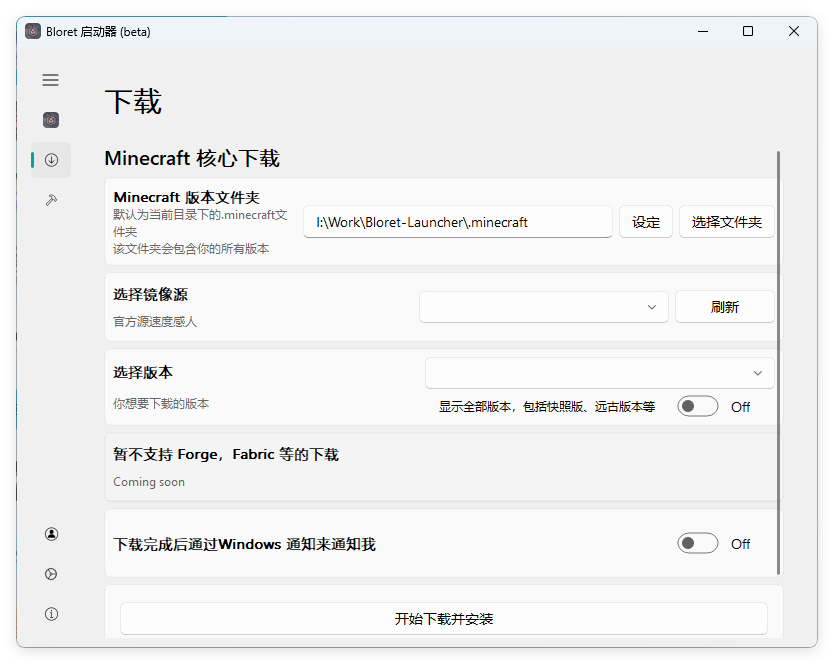 Bloret 启动器 (beta)
下载
Minecraft 核心下载
Minecraft 版本文件夹
默认为当前目录下的.minecraft文
件夹
该文件夹会包含你的所有版本
I:\Work\Bloret-Launcher\.minecraft
设定
选择文件夹
选择镜像源
官方源速度感人
刷新
选择版本
你想要下载的版本
显示全部版本，包括快照版、远古版本等
Off
暂不支持 Forge，Fabric 等的下载
Coming soon
下载完成后通过Windows 通知来通知我
Off
开始下载并安装